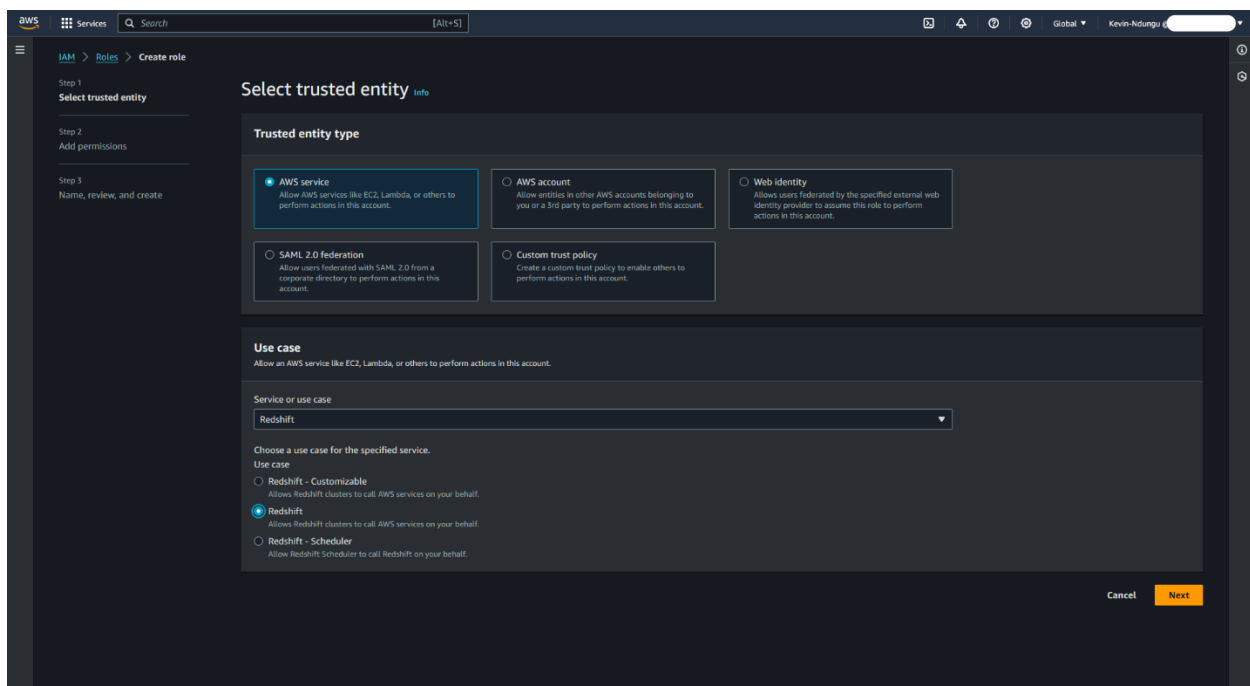 aws
Services
Search
[Alt+S]
Global
Kevin-Ndungu @
IAM > Roles > Create role
Step 1
Select trusted entity
Step 2
Add permissions
Step 3
Name, review, and create
Select trusted entity Info
Trusted entity type
AWS service
Allow AWS services like EC2, Lambda, or others to
perform actions in this account.
AWS account
Allow entities in other AWS accounts belonging to
you or a 3rd party to perform actions in this account.
Web identity
Allows users federated by the specified external web
identity provider to assume this role to perform
actions in this account.
SAML 2.0 federation
Allow users federated with SAML 2.0 from a
corporate directory to perform actions in this
account.
Custom trust policy
Create a custom trust policy to enable others to
perform actions in this account.
Use case
Allow an AWS service like EC2, Lambda, or others to perform actions in this account.
Service or use case
Redshift
Choose a use case for the specified service.
Use case
Redshift - Customizable
Allows Redshift clusters to call AWS services on your behalf.
Redshift
Allows Redshift clusters to call AWS services on your behalf.
Redshift - Scheduler
Allow Redshift Scheduler to call Redshift on your behalf.
Cancel
Next